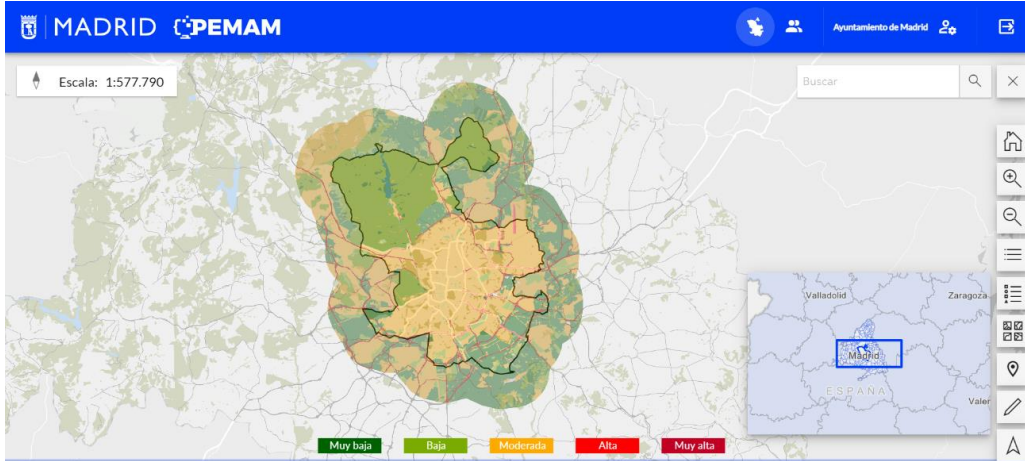 MADRID PEMAM
Ayuntamiento de Madrid
Escala: 1:577.790
Buscar
Valladolid
Zaragoza
Madrid
ESPAÑA
Valen
Muy baja Baja Moderada Alta Muy alta